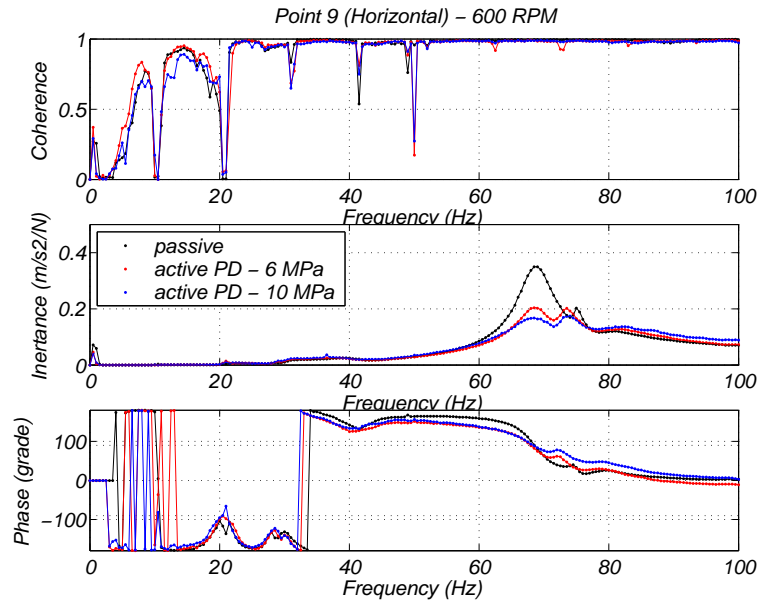 Point 9 (Horizontal) − 600 RPM
Coherence
1
0.5
0
0 20 40 60 80 100
Frequency (Hz)
Inertance (m/s2/N)
0.4
0.2
0
passive
active PD − 6 MPa
active PD − 10 MPa
0 20 40 60 80 100
Frequency (Hz)
Phase (grade)
100
0
−100
0 20 40 60 80 100
Frequency (Hz)